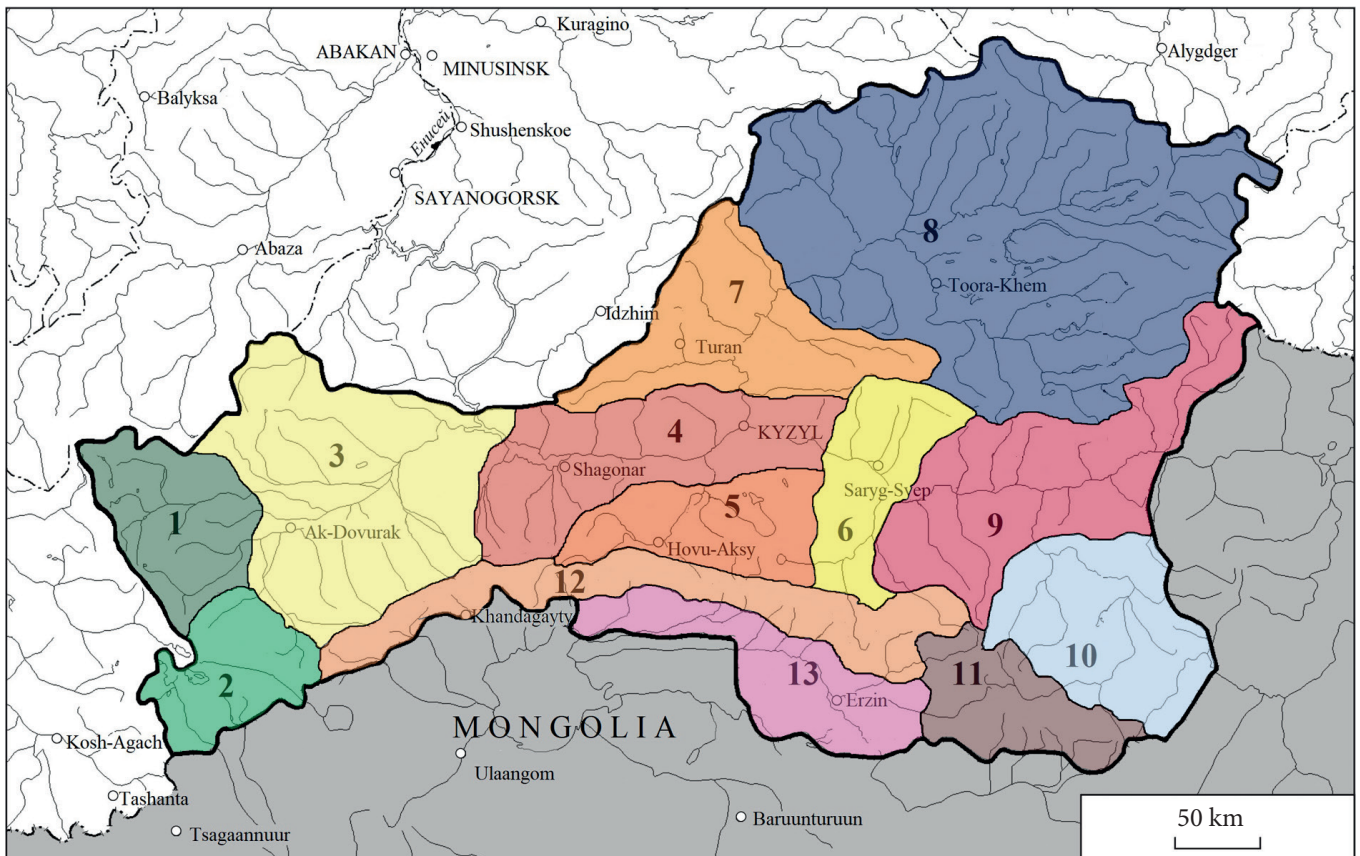 Kuragino
ABAKAN
MINUSINSK
Alygdger
Balyksa
Енисей
Shushenskoe
SAYANOGORSK
Abaza
8
Toora-Khem
7
Idzhim
Turan
4
KYZYL
3
Shagonar
Saryg-Syep
1
Ak-Dovurak
5
6
9
Hovu-Aksy
12
Khandagayty
10
11
13
2
Erzin
MONGOLIA
Kosh-Agach
Ulaangom
Tashanta
Tsagaannuur
Baruunturuun
50 km